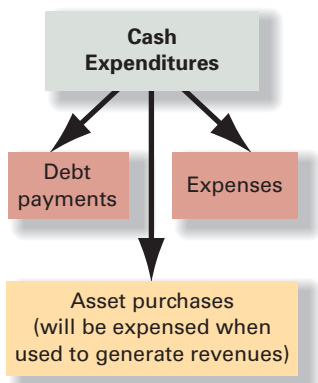 Cash
Expenditures
Debt
payments
Expenses
Asset purchases
(will be expensed when
used to generate revenues)